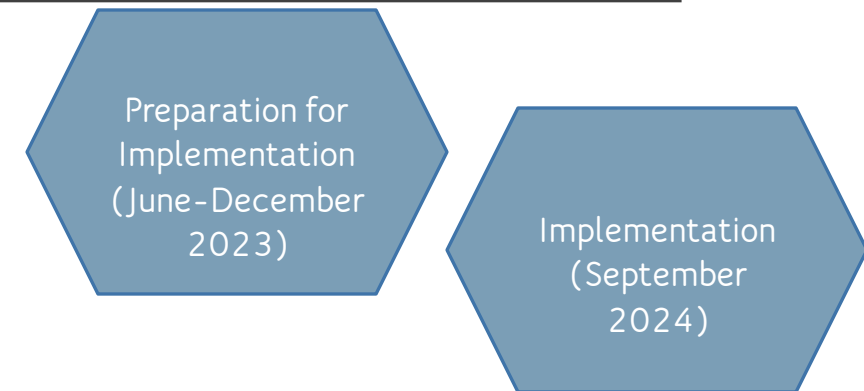 Preparation for
Implementation
(June-December
2023)
Implementation
(September
2024)